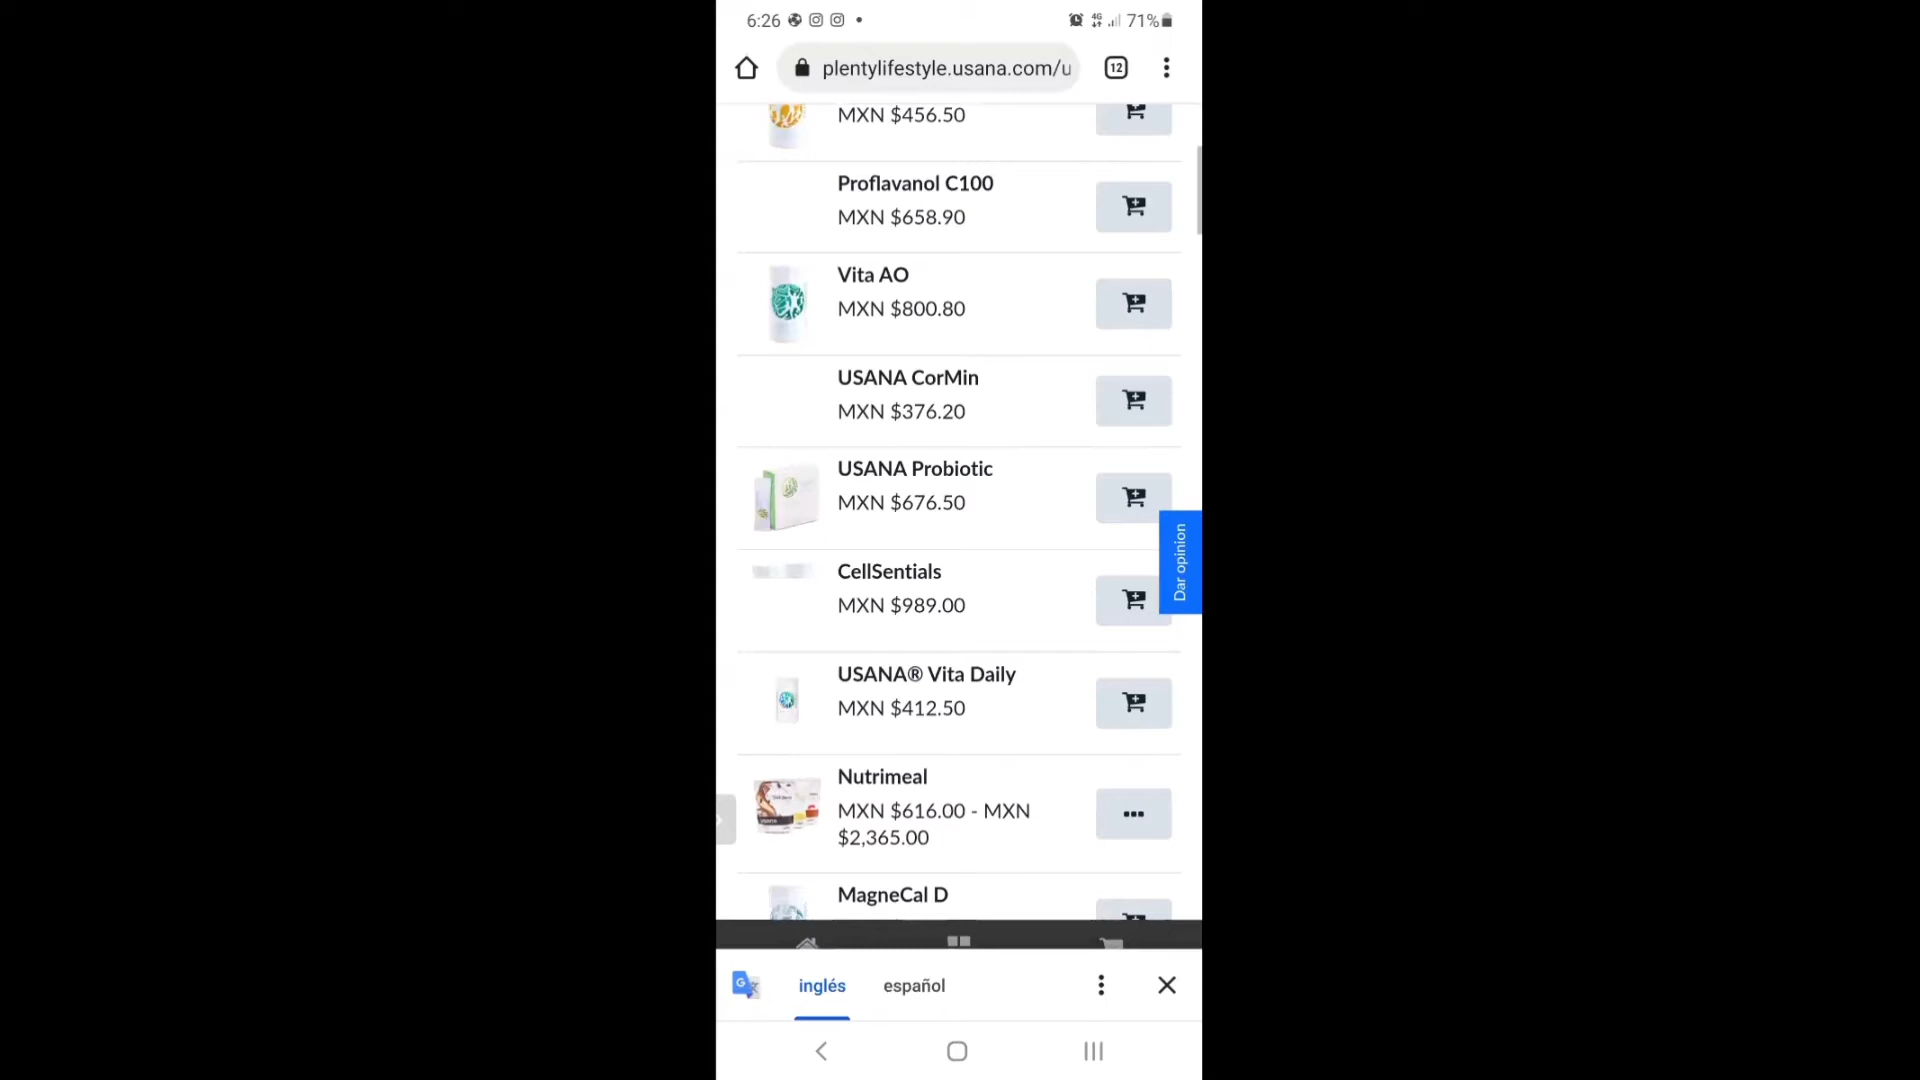 6:26
4G 71%
plentylifestyle.usana.com/u
12
MXN $456.50
Proflavanol C100
MXN $658.90
Vita AO
MXN $800.80
USANA CorMin
MXN $376.20
USANA Probiotic
MXN $676.50
Dar opinion
CellSentials
MXN $989.00
USANA® Vita Daily
MXN $412.50
Nutrimeal
MXN $616.00 - MXN
$2,365.00
MagneCal D
G
inglés español